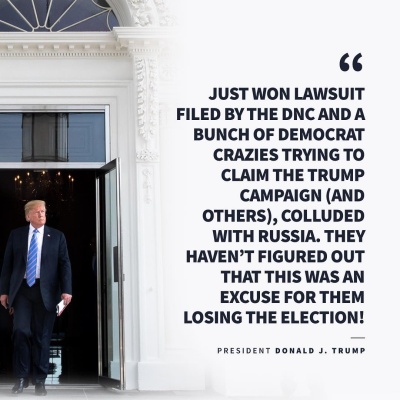 “
JUST WON LAWSUIT
FILED BY THE DNC AND A
BUNCH OF DEMOCRAT
CRAZIES TRYING TO
CLAIM THE TRUMP
CAMPAIGN (AND
OTHERS), COLLUDED
WITH RUSSIA. THEY
HAVEN’T FIGURED OUT
THAT THIS WAS AN
EXCUSE FOR THEM
LOSING THE ELECTION!
PRESIDENT DONALD J. TRUMP